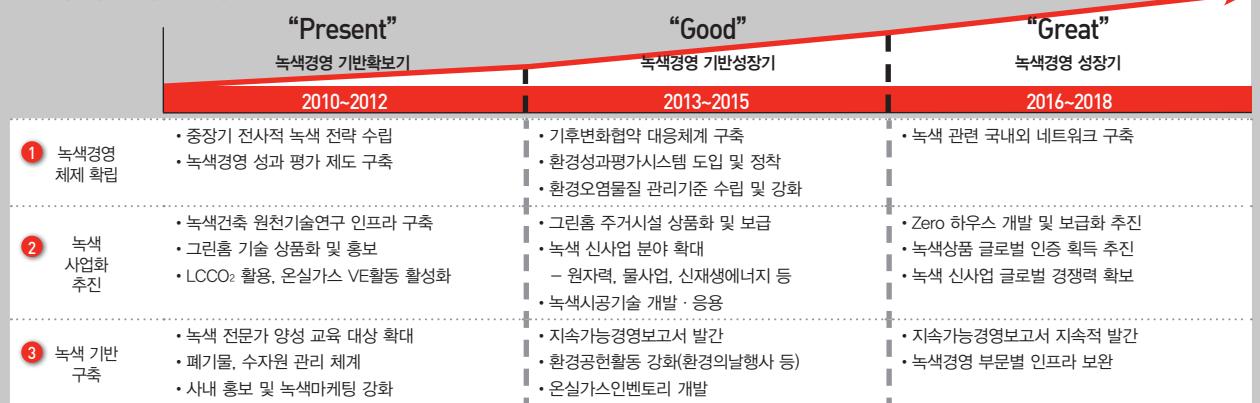 “Present”
“Good”
“Great”
녹색경영 기반확보기
녹색경영 기반성장기
녹색경영 성장기
2010~2012
2013~2015
2016~2018
1 녹색경영
체제 확립
• 중장기 전사적 녹색 전략 수립
• 녹색경영 성과 평가 제도 구축
• 기후변화협약 대응체계 구축
• 환경성과평가시스템 도입 및 정착
• 환경오염물질 관리기준 수립 및 강화
• 녹색 관련 국내외 네트워크 구축
2 녹색
사업화
추진
• 녹색건축 원천기술연구 인프라 구축
• 그린홈 기술 상품화 및 홍보
• LCCO₂ 활용, 온실가스 VE활동 활성화
• 그린홈 주거시설 상품화 및 보급
• 녹색 신사업 분야 확대
– 원자력, 물사업, 신재생에너지 등
• 녹색시공기술 개발 · 응용
• Zero 하우스 개발 및 보급화 추진
• 녹색상품 글로벌 인증 획득 추진
• 녹색 신사업 글로벌 경쟁력 확보
3 녹색 기반
구축
• 녹색 전문가 양성 교육 대상 확대
• 폐기물, 수자원 관리 체계
• 사내 홍보 및 녹색마케팅 강화
• 지속가능경영보고서 발간
• 환경공헌활동 강화(환경의날행사 등)
• 온실가스인벤토리 개발
• 지속가능경영보고서 지속적 발간
• 녹색경영 부문별 인프라 보완